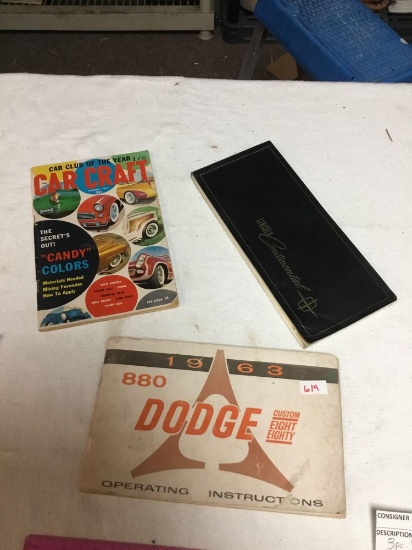 CAR CLUB OF THE YEAR
CAR CRAFT
THE
SECRET'S
OUT!
"CANDY"
COLORS
Materials Needed
Mixing Formulas
How To Apply
Continental
1963
880
DODGE
CUSTOM
EIGHT
EIGHTY
619
OPERATING INSTRUCTIONS
CONSIGNER
DESCRIPTION
3pc